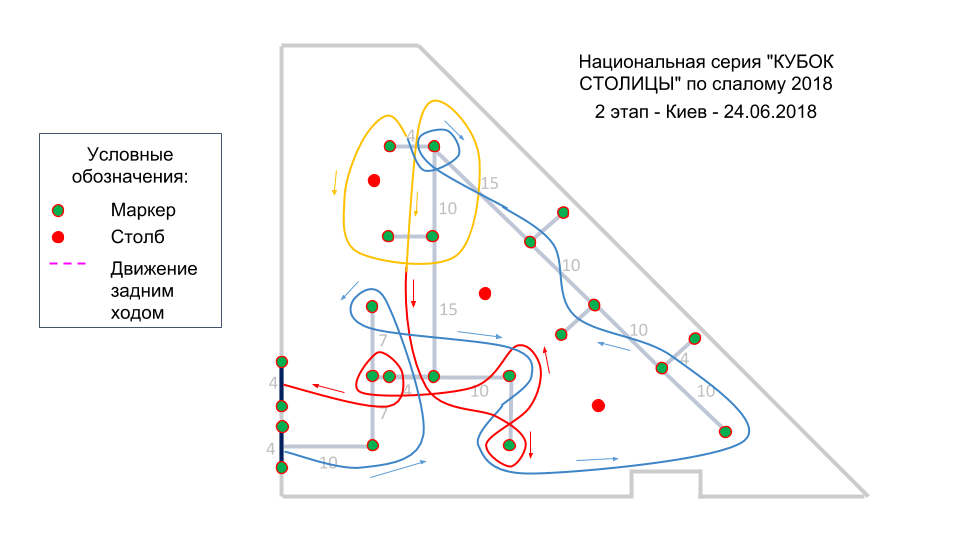 Национальная серия "КУБОК
СТОЛИЦЫ" по слалому 2018
2 этап - Киев - 24.06.2018
Условные
обозначения:
Маркер
Столб
Движение
задним
ходом
4
15
10
10
15
10
7
4
10
4
10
4
7
4
10